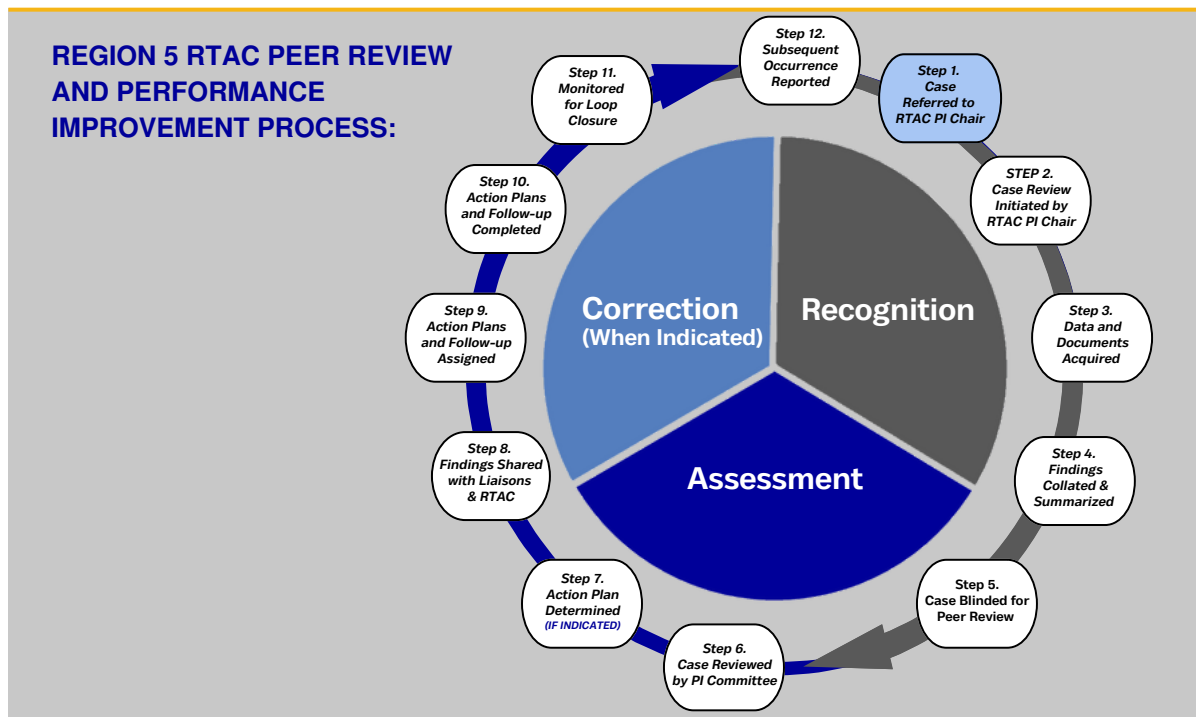 REGION 5 RTAC PEER REVIEW
AND PERFORMANCE
IMPROVEMENT PROCESS:
Step 1.
Case
Referred to
RTAC PI Chair
STEP 2.
Case Review
Initiated by
RTAC PI Chair
Step 3.
Data and
Documents
Acquired
Step 4.
Findings
Collated &
Summarized
Step 5.
Case Blinded for
Peer Review
Step 6.
Case Reviewed
by PI Committee
Step 7.
Action Plan
Determined
(IF INDICATED)
Step 8.
Findings Shared
with Liaisons
& RTAC
Step 9.
Action Plans
and Follow-up
Assigned
Step 10.
Action Plans
and Follow-up
Completed
Step 11.
Monitored
for Loop
Closure
Step 12.
Subsequent
Occurrence
Reported
Correction
(When Indicated)
Recognition
Assessment